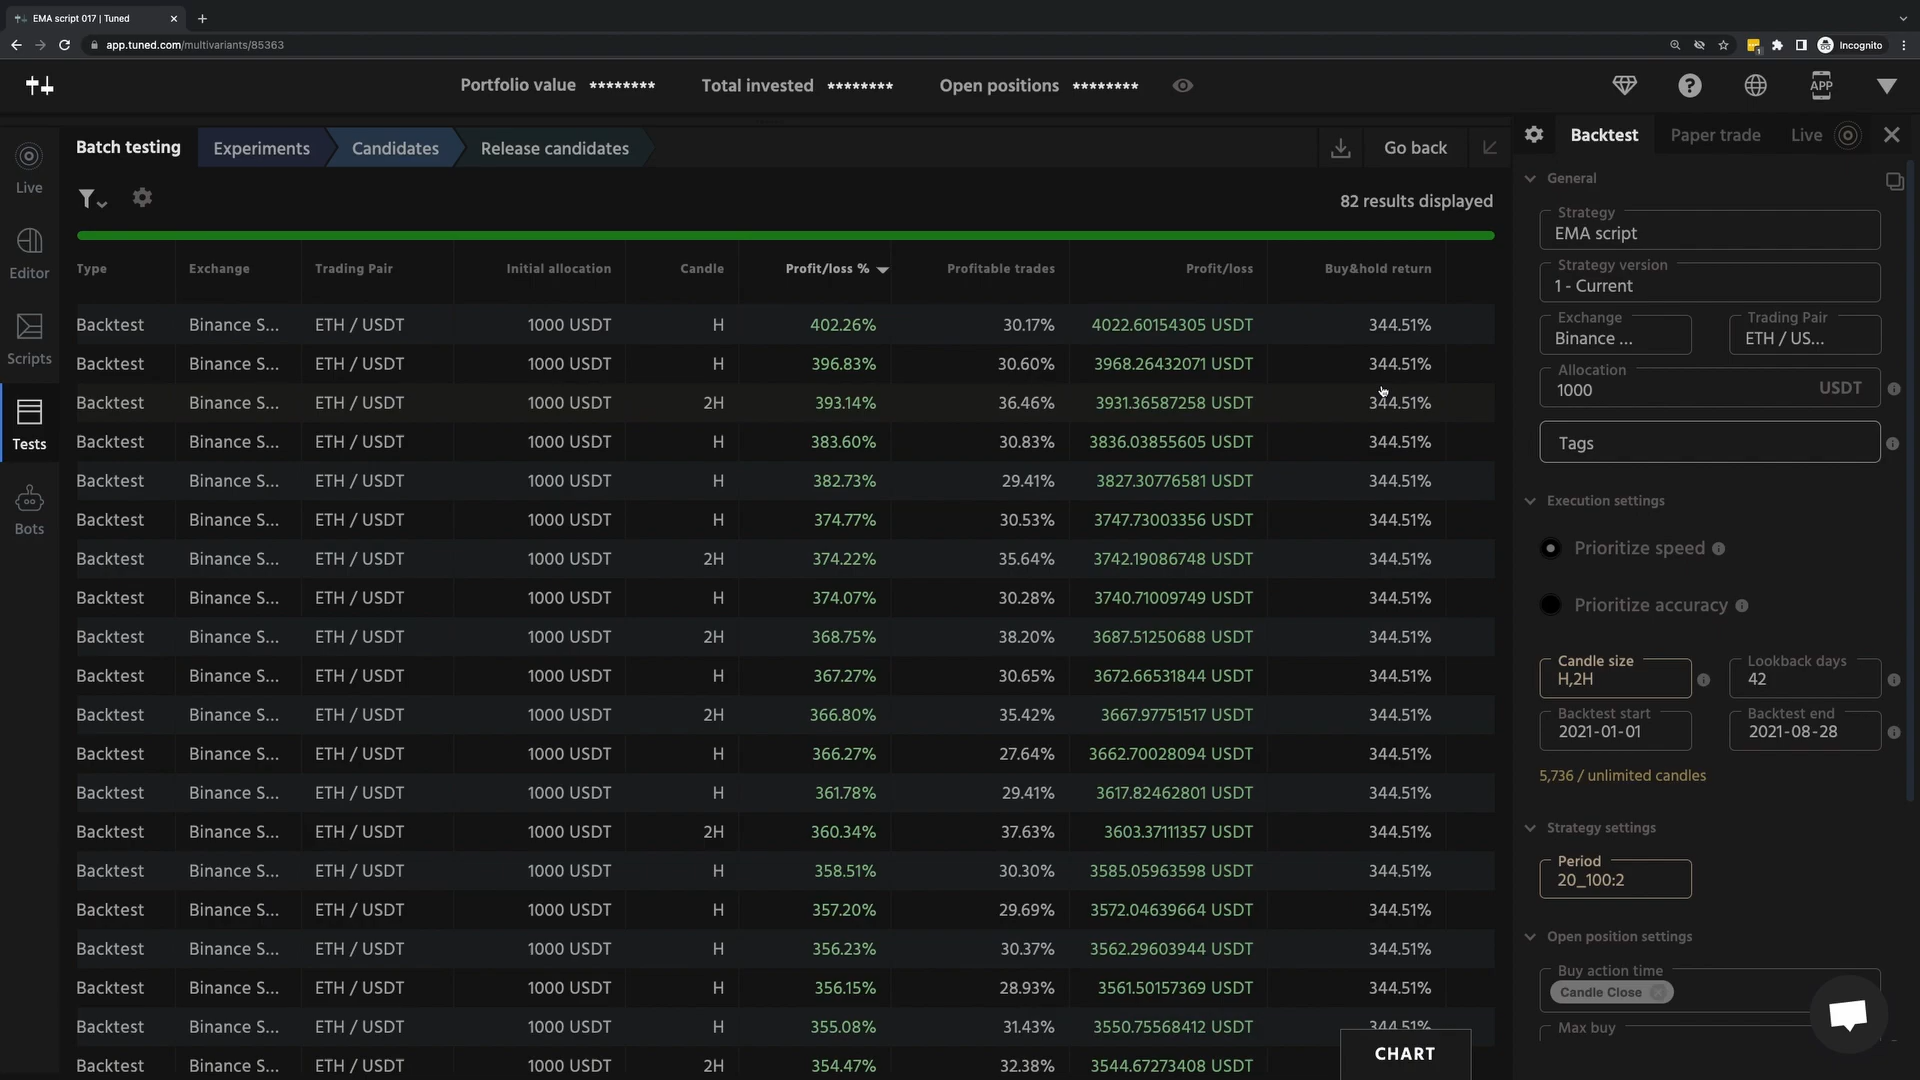 EMA script 017 | Tuned
app.tuned.com/multivariants/85363
Incognito
Portfolio value ******** Total invested ******** Open positions ********
APP
Live
Editor
Scripts
Tests
Bots
Batch testing Experiments Candidates Release candidates Go back
82 results displayed
Type Exchange Trading Pair Initial allocation Candle Profit/loss % Profitable trades Profit/loss Buy&hold return
Backtest Binance S... ETH / USDT 1000 USDT H 402.26% 30.17% 4022.60154305 USDT 344.51%
Backtest Binance S... ETH / USDT 1000 USDT H 396.83% 30.60% 3968.26432071 USDT 344.51%
Backtest Binance S... ETH / USDT 1000 USDT 2H 393.14% 36.46% 3931.36587258 USDT 344.51%
Backtest Binance S... ETH / USDT 1000 USDT H 383.60% 30.83% 3836.03855605 USDT 344.51%
Backtest Binance S... ETH / USDT 1000 USDT H 382.73% 29.41% 3827.30776581 USDT 344.51%
Backtest Binance S... ETH / USDT 1000 USDT H 374.77% 30.53% 3747.73003356 USDT 344.51%
Backtest Binance S... ETH / USDT 1000 USDT 2H 374.22% 35.64% 3742.19086748 USDT 344.51%
Backtest Binance S... ETH / USDT 1000 USDT H 374.07% 30.28% 3740.71009749 USDT 344.51%
Backtest Binance S... ETH / USDT 1000 USDT 2H 368.75% 38.20% 3687.51250688 USDT 344.51%
Backtest Binance S... ETH / USDT 1000 USDT H 367.27% 30.65% 3672.66531844 USDT 344.51%
Backtest Binance S... ETH / USDT 1000 USDT 2H 366.80% 35.42% 3667.97751517 USDT 344.51%
Backtest Binance S... ETH / USDT 1000 USDT H 366.27% 27.64% 3662.70028094 USDT 344.51%
Backtest Binance S... ETH / USDT 1000 USDT H 361.78% 29.41% 3617.82462801 USDT 344.51%
Backtest Binance S... ETH / USDT 1000 USDT 2H 360.34% 37.63% 3603.37111357 USDT 344.51%
Backtest Binance S... ETH / USDT 1000 USDT H 358.51% 30.30% 3585.05963598 USDT 344.51%
Backtest Binance S... ETH / USDT 1000 USDT H 357.20% 29.69% 3572.04639664 USDT 344.51%
Backtest Binance S... ETH / USDT 1000 USDT H 356.23% 30.37% 3562.29603944 USDT 344.51%
Backtest Binance S... ETH / USDT 1000 USDT H 356.15% 28.93% 3561.50157369 USDT 344.51%
Backtest Binance S... ETH / USDT 1000 USDT H 355.08% 31.43% 3550.75568412 USDT 344.51%
Backtest Binance S... ETH / USDT 1000 USDT 2H 354.47% 32.38% 3544.67273408 USDT
CHART
Backtest Paper trade Live
General
Strategy
EMA script
Strategy version
1 - Current
Exchange Trading Pair
Binance ... ETH / US...
Allocation
1000 USDT
Tags
Execution settings
Prioritize speed
Prioritize accuracy
Candle size Lookback days
H,2H 42
Backtest start Backtest end
2021-01-01 2021-08-28
5,736 / unlimited candles
Strategy settings
Period
20_100:2
Open position settings
Buy action time
Candle Close
Max buy